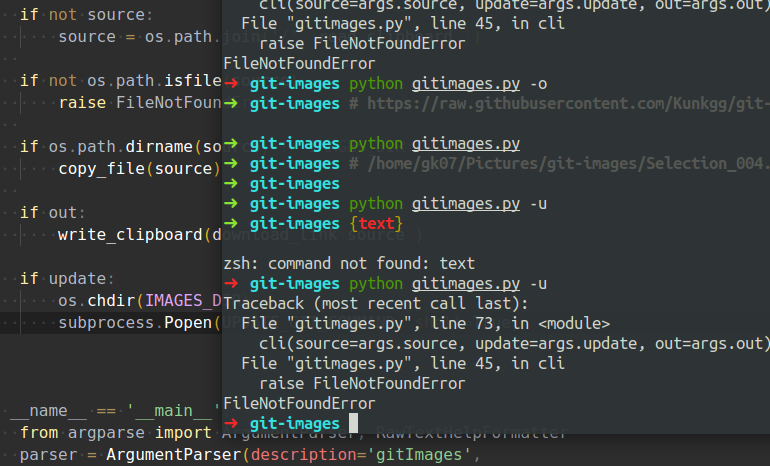 if not source:
source = os.path.join
if not os.path.isfile
raise FileNotFoun
if os.path.dirname(so
copy_file(source)
if out:
write_clipboard(download_link source )
if update:
os.chdir(IMAGES_D
subprocess.Popen(
__name__ == '__main__'
from argparse import ArgumentParser, RawTextHelpFormatter
parser = ArgumentParser(description='gitImages',
cli(source=args.source, update=args.update, out=args.out)
File "gitimages.py", line 45, in cli
raise FileNotFoundError
FileNotFoundError
➜ git-images python gitimages.py -o
➜ git-images # https://raw.githubusercontent.com/Kunkgg/git-
➜ git-images python gitimages.py
➜ git-images # /home/gk07/Pictures/git-images/Selection_004.
➜ git-images
➜ git-images python gitimages.py -u
➜ git-images {text}
zsh: command not found: text
➜ git-images python gitimages.py -u
Traceback (most recent call last):
File "gitimages.py", line 73, in <module>
cli(source=args.source, update=args.update, out=args.out)
File "gitimages.py", line 45, in cli
raise FileNotFoundError
FileNotFoundError
➜ git-images